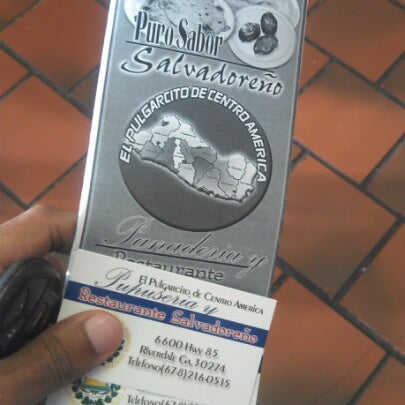 Puro Sabor
Salvadoreño
EL PULGARCITO DE CENTRO AMERICA
Panaderia y
Restaurante
El Pulgarcito de Centro America
Pupuseria y
Restaurante Salvadoreño
6600 Hwy. 85
Riverdale Ga, 30274
Telefono(678)216-0515